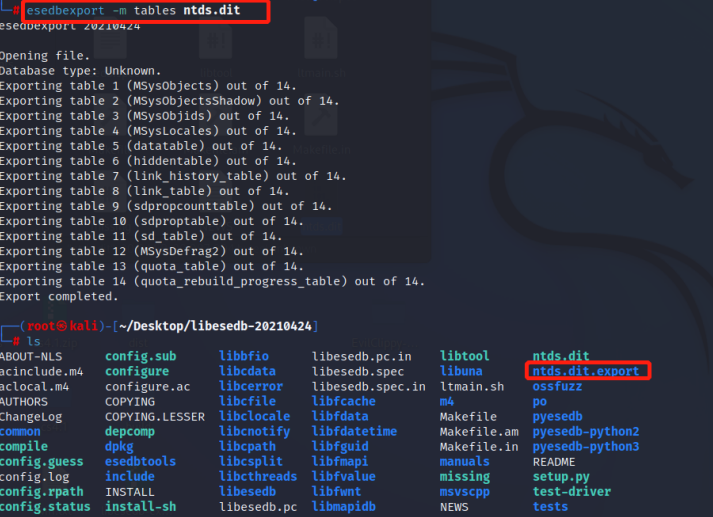 # esedbexport -m tables ntds.dit
esedbexport 20210424
Opening file.
Database type: Unknown.
Exporting table 1 (MSysObjects) out of 14.
Exporting table 2 (MSysObjectsShadow) out of 14.
Exporting table 3 (MSysObjids) out of 14.
Exporting table 4 (MSysLocales) out of 14.
Exporting table 5 (datatable) out of 14.
Exporting table 6 (hiddentable) out of 14.
Exporting table 7 (link_history_table) out of 14.
Exporting table 8 (link_table) out of 14.
Exporting table 9 (sdpropcounttable) out of 14.
Exporting table 10 (sdproptable) out of 14.
Exporting table 11 (sd_table) out of 14.
Exporting table 12 (MSysDefrag2) out of 14.
Exporting table 13 (quota_table) out of 14.
Exporting table 14 (quota_rebuild_progress_table) out of 14.
Export completed.
(root㉿kali)-[~/Desktop/libesedb-20210424]
# ls
ABOUT-NLS config.sub libbfio libesedb.pc.in libtool ntds.dit
acinclude.m4 configure libcdata libesedb.spec libuna ntds.dit.export
aclocal.m4 configure.ac libcerror libesedb.spec.in ltmain.sh ossfuzz
AUTHORS COPYING libcfile libfcache m4 po
ChangeLog COPYING.LESSER libclocale libfdata Makefile pyesedb
common depcomp libcnotify libfdatetime Makefile.am pyesedb-python2
compile dpkg libcpath libfguid Makefile.in pyesedb-python3
config.guess esedbtools libcsplit libfmapi manuals README
config.log include libcthreads libfvalue missing setup.py
config.rpath INSTALL libesedb libfwnt msvscpp test-driver
config.status install-sh libesedb.pc libmapidb NEWS tests